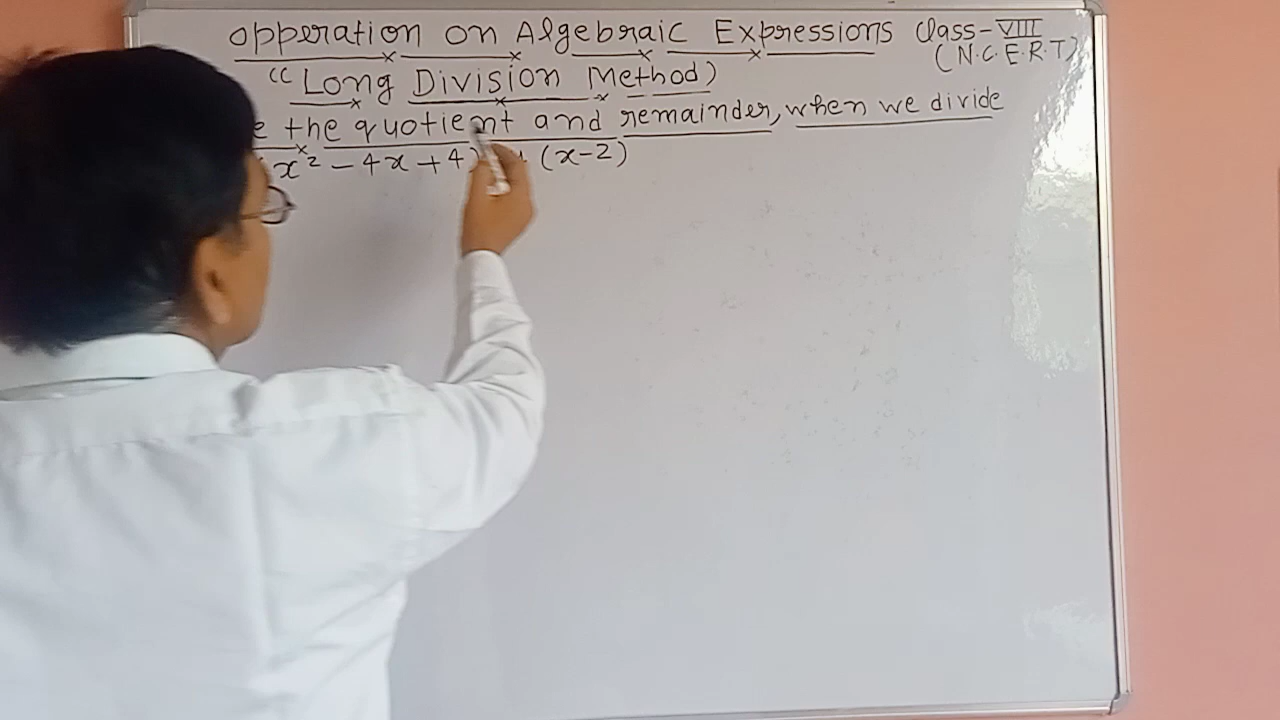 Opperation on Algebraic Expressions Class-VIII
(N.C.E.R.T)
"Long Division Method)
the quotient and remainder, when we divide
(x² - 4x + 4) (x-2)